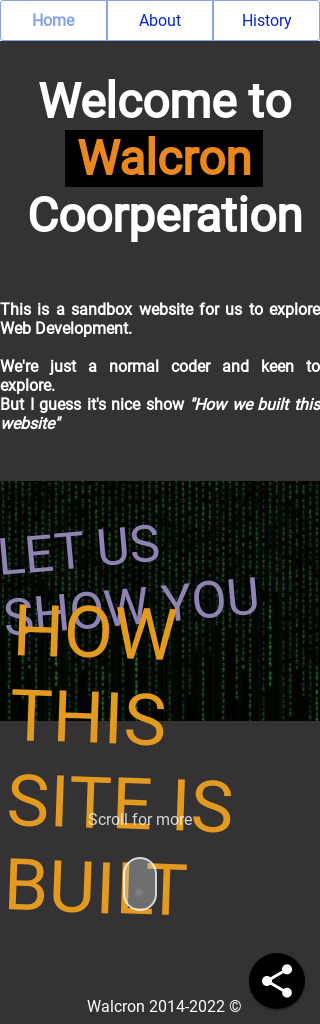 Home About History
Welcome to
Walcron
Coorperation
This is a sandbox website for us to explore
Web Development.
We're just a normal coder and keen to
explore.
But I guess it's nice show "How we built this
website"
LET US
SHOW YOU
HOW
THIS
SITE IS
BUILT
Scroll for more
Walcron 2014-2022 ©